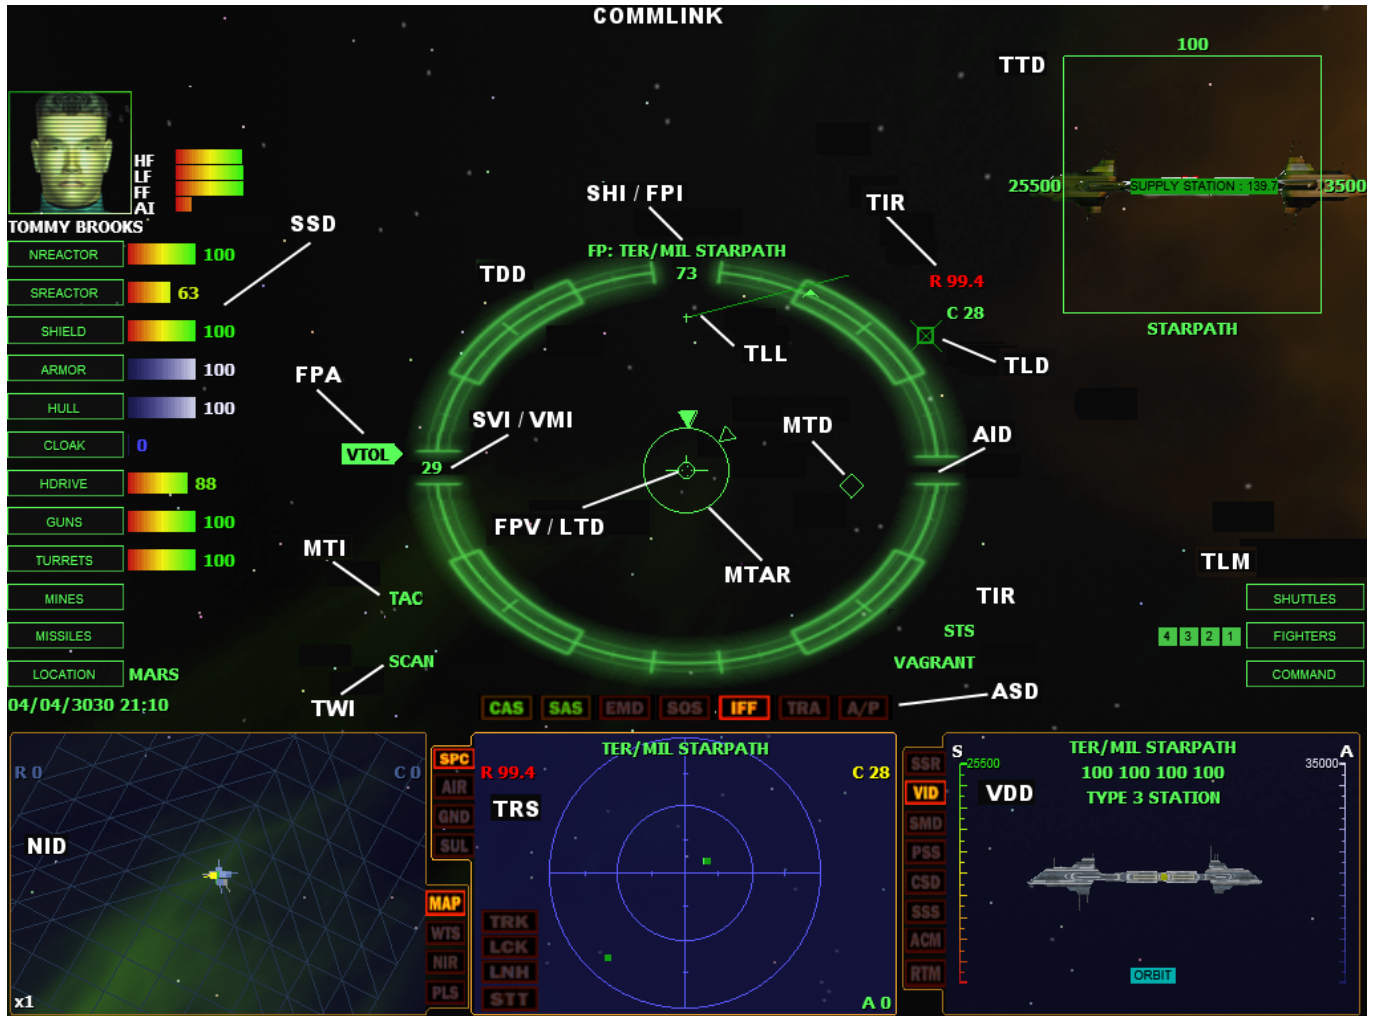 COMMLINK
100
TTD
25500
SUPPLY STATION : 139.7
3500
STARPATH
HF
LF
FF
AI
TOMMY BROOKS
SSD
NREACTOR 100
SREACTOR 63
SHIELD 100
ARMOR 100
HULL 100
CLOAK 0
HDRIVE 88
GUNS 100
TURRETS 100
MINES
MISSILES
LOCATION MARS
04/04/3030 21:10
SHI / FPI
FP: TER/MIL STARPATH
73
TDD
TIR
R 99.4
C 28
TLL
TLD
FPA
VTOL
SVI / VMI
29
MTD
AID
FPV / LTD
MTAR
MTI
TAC
SCAN
TWI
TIR
STS
VAGRANT
TLM
SHUTTLES
4 3 2 1 FIGHTERS
COMMAND
ASD
CAS SAS EMD SOS IFF TRA A/P
R 0 C 0
NID
x1
SPC
AIR
GND
SUL
MAP
WTS
NIR
PLS
TER/MIL STARPATH
R 99.4 C 28
TRS
TRK
LCK
LNH
STT
A 0
SSR
VID
SMD
PSS
CSD
SSS
ACM
RTM
S TER/MIL STARPATH A
25500 100 100 100 100 35000
VDD TYPE 3 STATION
ORBIT